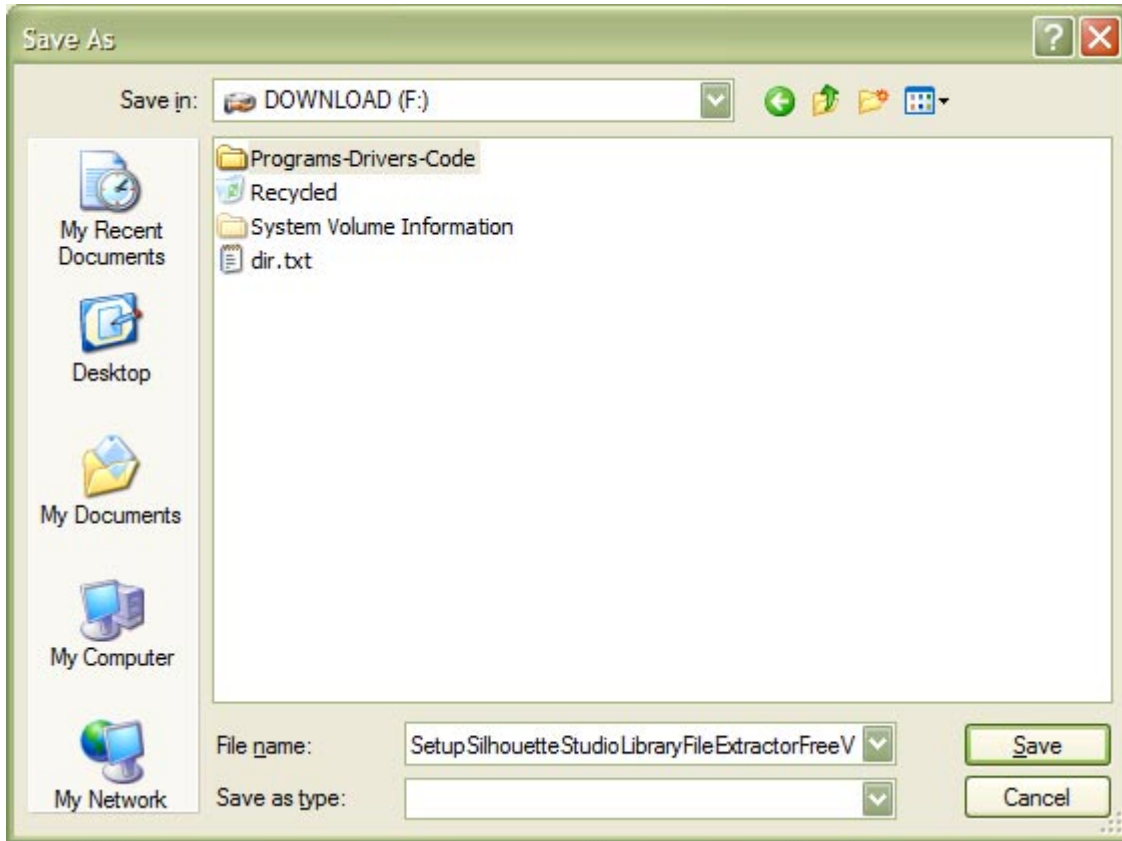 Save As
Save in:
DOWNLOAD (F:)
My Recent
Documents
Desktop
My Documents
My Computer
My Network
Programs-Drivers-Code
Recycled
System Volume Information
dir.txt
File name:
SetupSilhouetteStudioLibraryFileExtractorFreeV
Save
Save as type:
Cancel